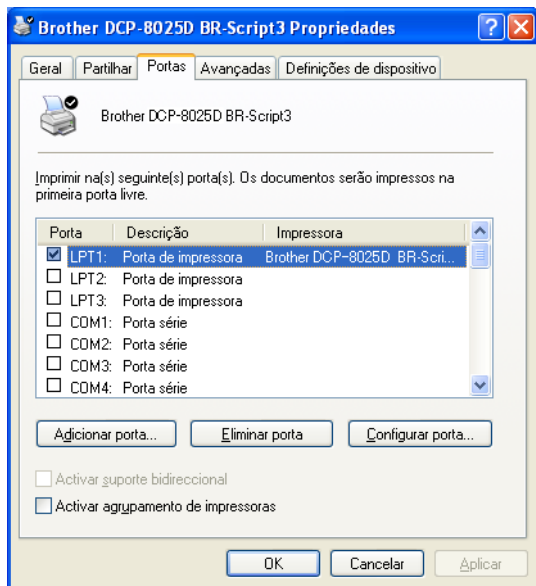 Brother DCP-8025D BR-Script3 Propriedades
Geral Partilhar Portas Avançadas Definições de dispositivo
Brother DCP-8025D BR-Script3
Imprimir na(s) seguinte(s) porta(s). Os documentos serão impressos na
primeira porta livre.
Porta Descrição Impressora
LPT1: Porta de impressora Brother DCP-8025D BR-Scri...
LPT2: Porta de impressora
LPT3: Porta de impressora
COM1: Porta série
COM2: Porta série
COM3: Porta série
COM4: Porta série
Adicionar porta... Eliminar porta Configurar porta...
Activar suporte bidireccional
Activar agrupamento de impressoras
OK Cancelar Aplicar